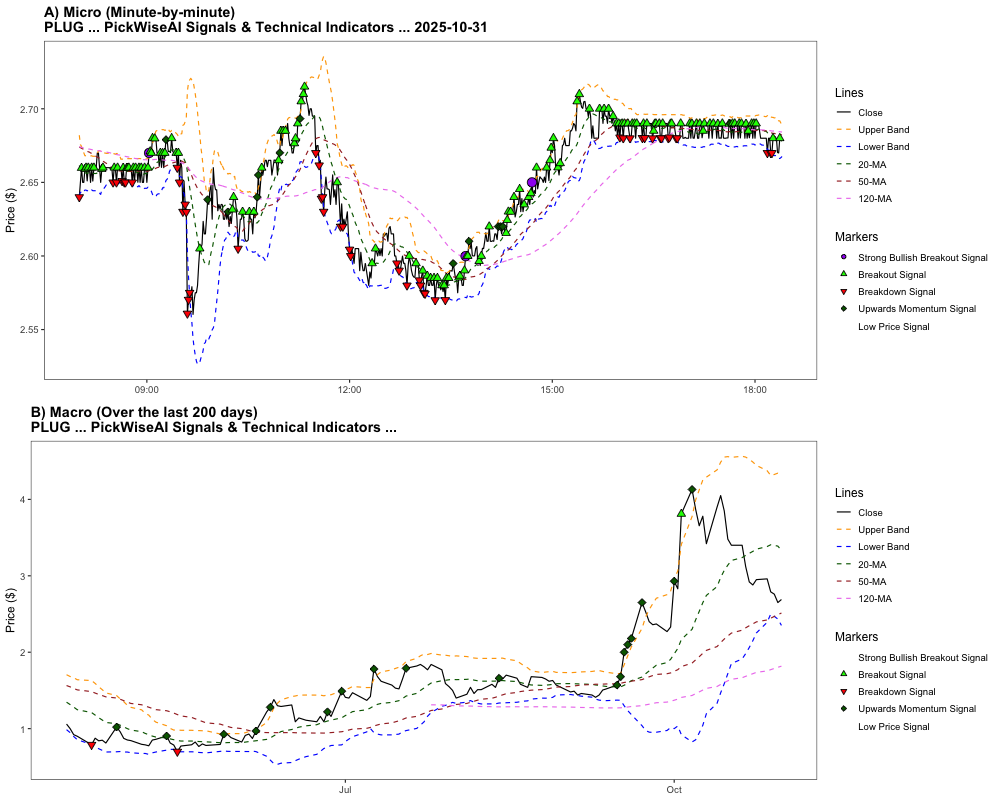 A) Micro (Minute-by-minute)
PLUG ... PickWiseAI Signals & Technical Indicators ... 2025-10-31
Price ($)
2.70
2.65
2.60
2.55
09:00
12:00
15:00
18:00
Lines
Close
Upper Band
Lower Band
20-MA
50-MA
120-MA
Markers
Strong Bullish Breakout Signal
Breakout Signal
Breakdown Signal
Upwards Momentum Signal
Low Price Signal
B) Macro (Over the last 200 days)
PLUG ... PickWiseAI Signals & Technical Indicators ...
Price ($)
4
3
2
1
Jul
Oct
Lines
Close
Upper Band
Lower Band
20-MA
50-MA
120-MA
Markers
Strong Bullish Breakout Signal
Breakout Signal
Breakdown Signal
Upwards Momentum Signal
Low Price Signal